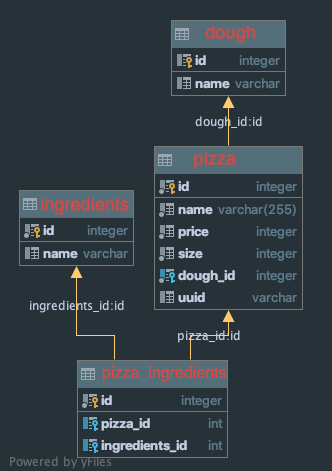 dough
id integer
name varchar
dough_id:id
pizza
id integer
name varchar(255)
price integer
size integer
dough_id integer
uuid varchar
ingredients
id integer
name varchar
ingredients_id:id
pizza_id:id
pizza_ingredients
id integer
pizza_id int
ingredients_id int
Powered by yFiles